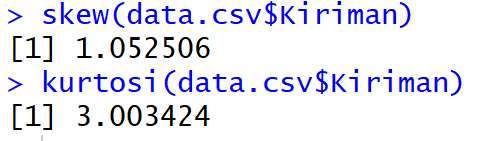 > skew(data.csv$Kiriman)
[1] 1.052506
> kurtosi(data.csv$Kiriman)
[1] 3.003424